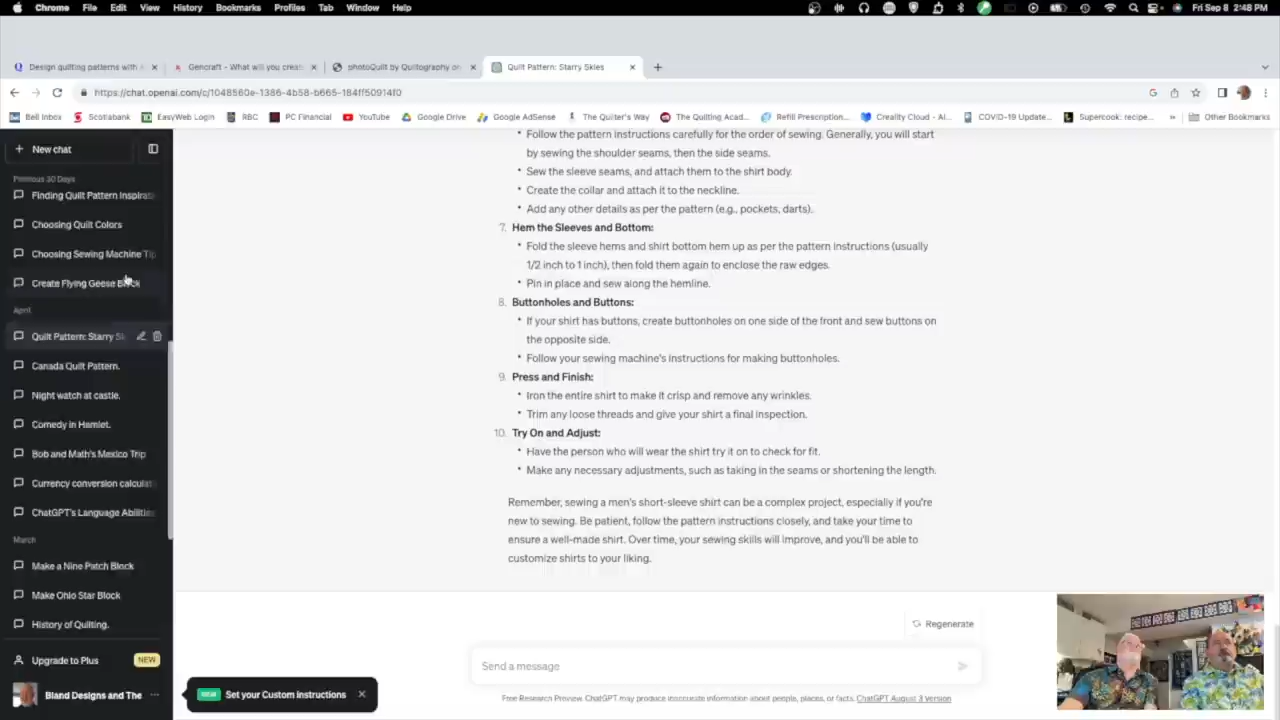 Chrome File Edit View History Bookmarks Profiles Tab Window Help Fri Sep 8 2:48 PM
Design quilting patterns with Gencraft - What will you create photoQuilt by Quiltography on Quilt Pattern: Starry Skies
https://chat.openai.com/c/1048560e-1386-4b58-b665-184ff50914f0
Bell Inbox Scotiabank EasyWeb Login RBC PC Financial YouTube Google Drive Google AdSense The Quilter's Way The Quilting Acad... Refill Prescription... Creality Cloud - Al... COVID-19 Update... Supercook: recipe... » Other Bookmarks
New chat
Previous 30 Days
Finding Quilt Pattern Inspirati
Choosing Quilt Colors
Choosing Sewing Machine Tip
Create Flying Geese Block
April
Quilt Pattern: Starry Sk
Canada Quilt Pattern.
Night watch at castle.
Comedy in Hamlet.
Bob and Math's Mexico Trip
Currency conversion calculat
ChatGPT's Language Abilities
March
Make a Nine Patch Block
Make Ohio Star Block
History of Quilting.
Upgrade to Plus NEW
Bland Designs and The ...
NEW Set your Custom Instructions
• Follow the pattern instructions carefully for the order of sewing. Generally, you will start
by sewing the shoulder seams, then the side seams.
• Sew the sleeve seams, and attach them to the shirt body.
• Create the collar and attach it to the neckline.
• Add any other details as per the pattern (e.g., pockets, darts).
7. Hem the Sleeves and Bottom:
• Fold the sleeve hems and shirt bottom hem up as per the pattern instructions (usually
1/2 inch to 1 inch), then fold them again to enclose the raw edges.
• Pin in place and sew along the hemline.
8. Buttonholes and Buttons:
• If your shirt has buttons, create buttonholes on one side of the front and sew buttons on
the opposite side.
• Follow your sewing machine's instructions for making buttonholes.
9. Press and Finish:
• Iron the entire shirt to make it crisp and remove any wrinkles.
• Trim any loose threads and give your shirt a final inspection.
10. Try On and Adjust:
• Have the person who will wear the shirt try it on to check for fit.
• Make any necessary adjustments, such as taking in the seams or shortening the length.
Remember, sewing a men's short-sleeve shirt can be a complex project, especially if you're
new to sewing. Be patient, follow the pattern instructions closely, and take your time to
ensure a well-made shirt. Over time, your sewing skills will improve, and you'll be able to
customize shirts to your liking.
Regenerate
Send a message
Free Research Preview. ChatGPT may produce inaccurate information about people, places, or facts. ChatGPT August 3 Version